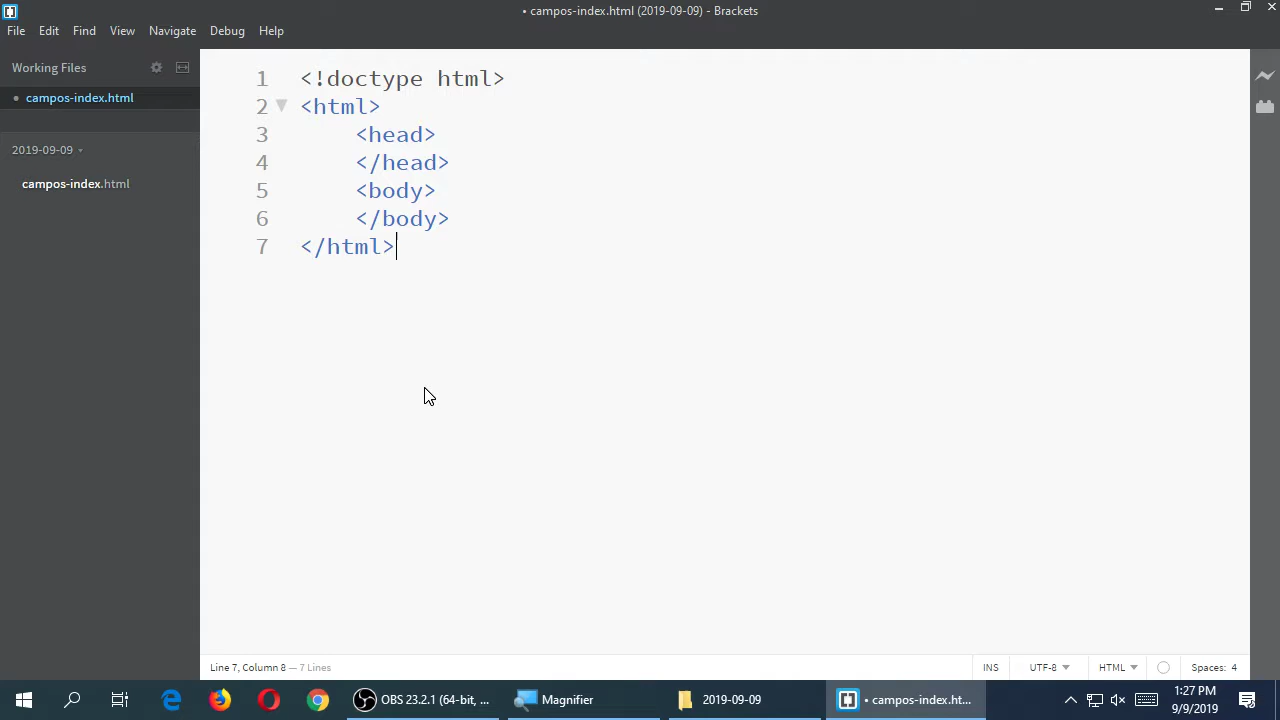 • campos-index.html (2019-09-09) - Brackets
File Edit Find View Navigate Debug Help
Working Files
• campos-index.html
2019-09-09
campos-index.html
1 <!doctype html>
2 <html>
3 <head>
4 </head>
5 <body>
6 </body>
7 </html>
Line 7, Column 8 — 7 Lines
INS UTF-8 HTML Spaces: 4
OBS 23.2.1 (64-bit, ... Magnifier 2019-09-09 • campos-index.ht...
1:27 PM
9/9/2019